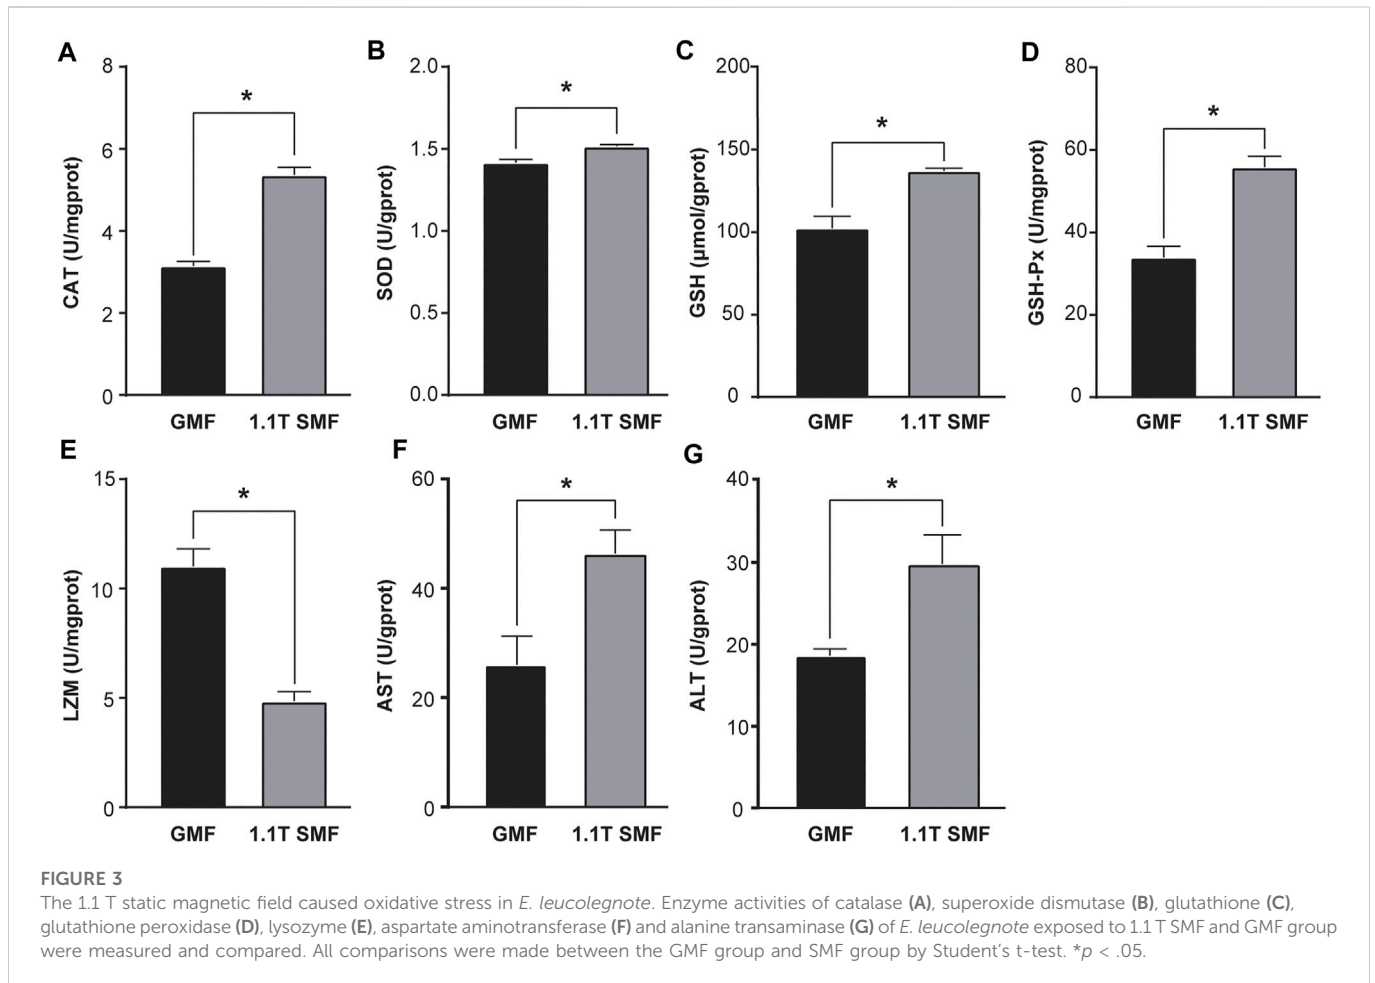 A
8
6
4
2
0
CAT (U/mgprot)
*
GMF 1.1T SMF
B
2.0
1.5
1.0
0.5
0.0
SOD (U/gprot)
*
GMF 1.1T SMF
C
200
150
100
50
0
GSH (µmol/gprot)
*
GMF 1.1T SMF
D
80
60
40
20
0
GSH-Px (U/mgprot)
*
GMF 1.1T SMF
E
15
10
5
0
LZM (U/mgprot)
*
GMF 1.1T SMF
F
60
40
20
0
AST (U/gprot)
*
GMF 1.1T SMF
G
40
30
20
10
0
ALT (U/gprot)
*
GMF 1.1T SMF
FIGURE 3
The 1.1 T static magnetic field caused oxidative stress in E. leucolegnote. Enzyme activities of catalase (A), superoxide dismutase (B), glutathione (C),
glutathione peroxidase (D), lysozyme (E), aspartate aminotransferase (F) and alanine transaminase (G) of E. leucolegnote exposed to 1.1 T SMF and GMF group
were measured and compared. All comparisons were made between the GMF group and SMF group by Student's t-test. *p < .05.